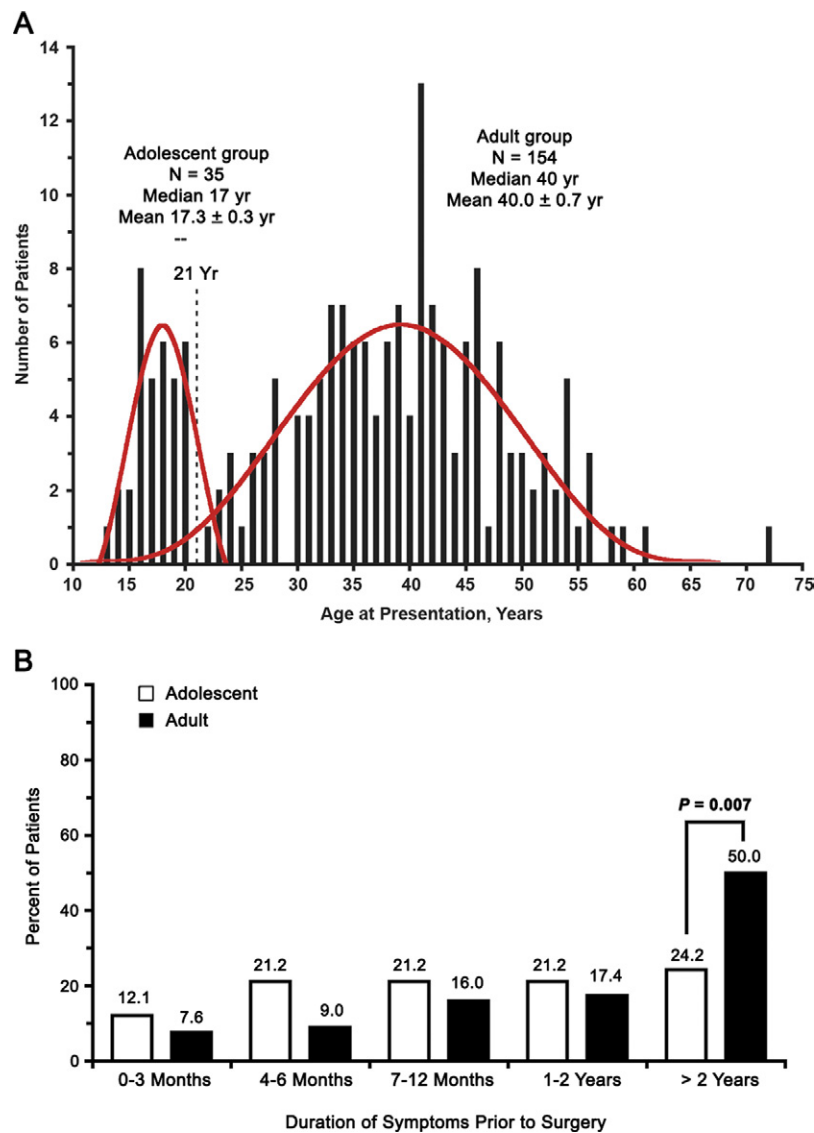 A
14
12
10
8
6
4
2
0
Number of Patients
Adolescent group
N = 35
Median 17 yr
Mean 17.3 ± 0.3 yr
--
21 Yr
Adult group
N = 154
Median 40 yr
Mean 40.0 ± 0.7 yr
10 15 20 25 30 35 40 45 50 55 60 65 70 75
Age at Presentation, Years
B
100
80
60
40
20
0
Percent of Patients
Adolescent
Adult
P = 0.007
12.1 7.6 21.2 9.0 21.2 16.0 21.2 17.4 24.2 50.0
0-3 Months 4-6 Months 7-12 Months 1-2 Years > 2 Years
Duration of Symptoms Prior to Surgery